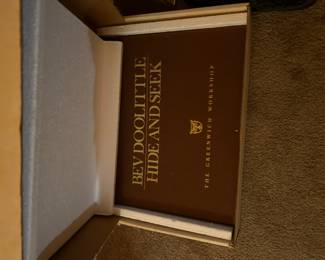 BEV DOOLITTLE
HIDE AND SEEK
THE GREENWICH WORKSHOP